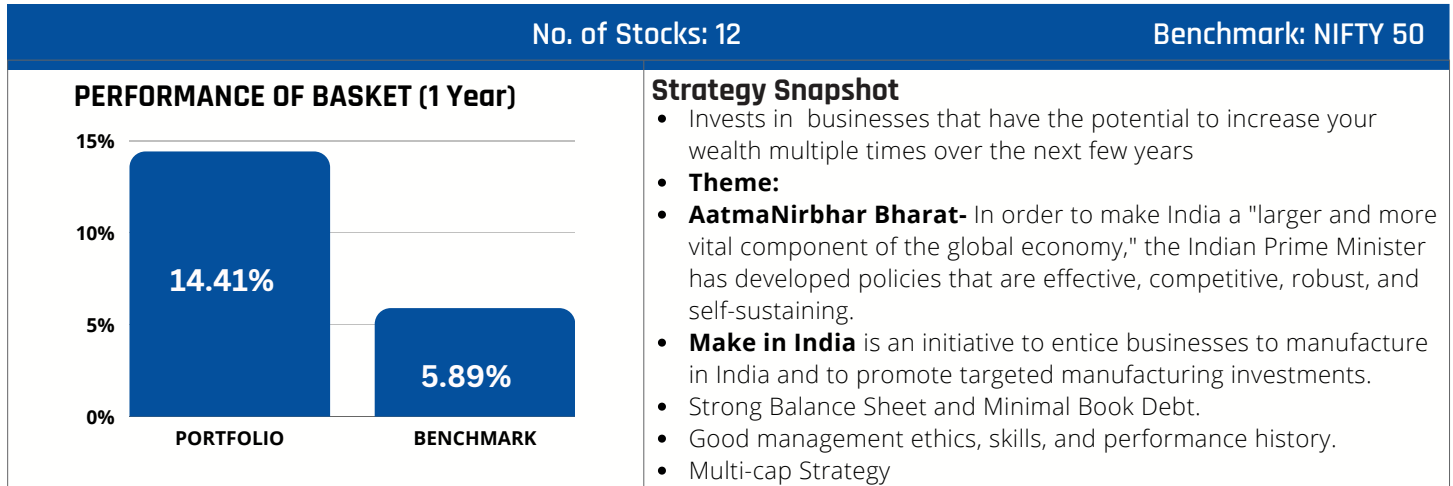 No. of Stocks: 12
Benchmark: NIFTY 50
PERFORMANCE OF BASKET (1 Year)
15%
10%
5%
0%
14.41%
5.89%
PORTFOLIO
BENCHMARK
Strategy Snapshot
• Invests in businesses that have the potential to increase your
wealth multiple times over the next few years
• Theme:
• AatmaNirbhar Bharat- In order to make India a "larger and more
vital component of the global economy," the Indian Prime Minister
has developed policies that are effective, competitive, robust, and
self-sustaining.
• Make in India is an initiative to entice businesses to manufacture
in India and to promote targeted manufacturing investments.
• Strong Balance Sheet and Minimal Book Debt.
• Good management ethics, skills, and performance history.
• Multi-cap Strategy